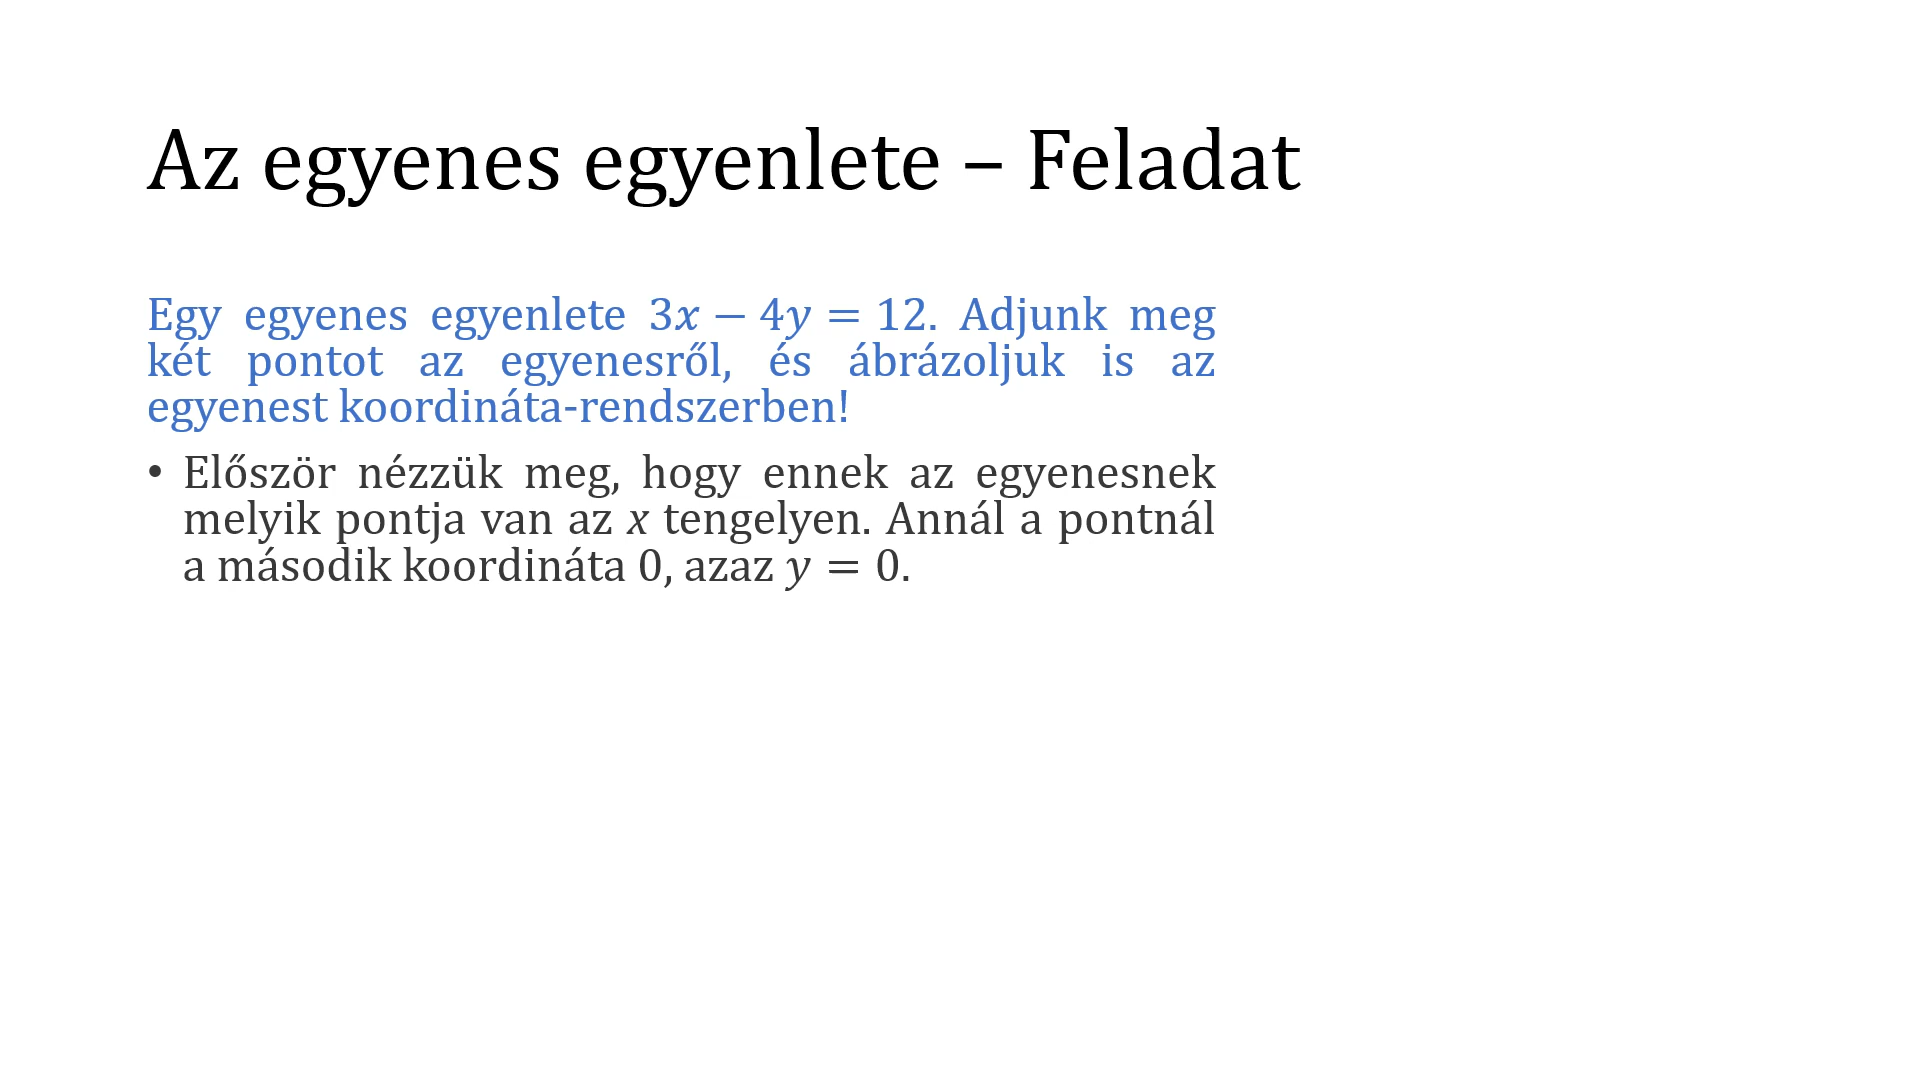 Az egyenes egyenlete – Feladat
Egy egyenes egyenlete 3x − 4y = 12. Adjunk meg
két pontot az egyenesről, és ábrázoljuk is az
egyenest koordináta-rendszerben!
• Először nézzük meg, hogy ennek az egyenesnek
melyik pontja van az x tengelyen. Annál a pontnál
a második koordináta 0, azaz y = 0.